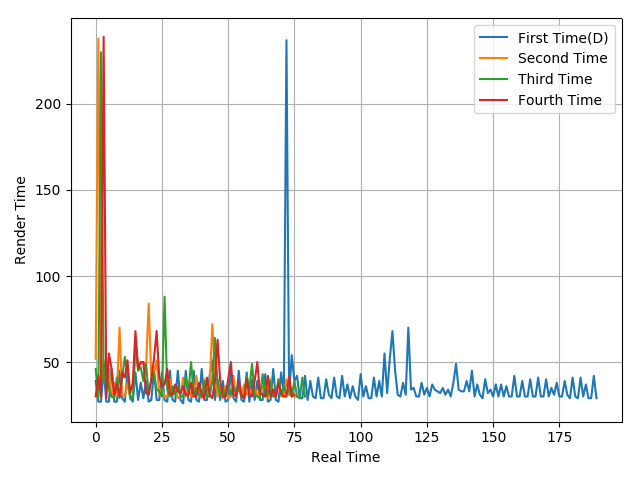 First Time(D)
Second Time
Third Time
Fourth Time
Render Time
200
150
100
50
0 25 50 75 100 125 150 175
Real Time